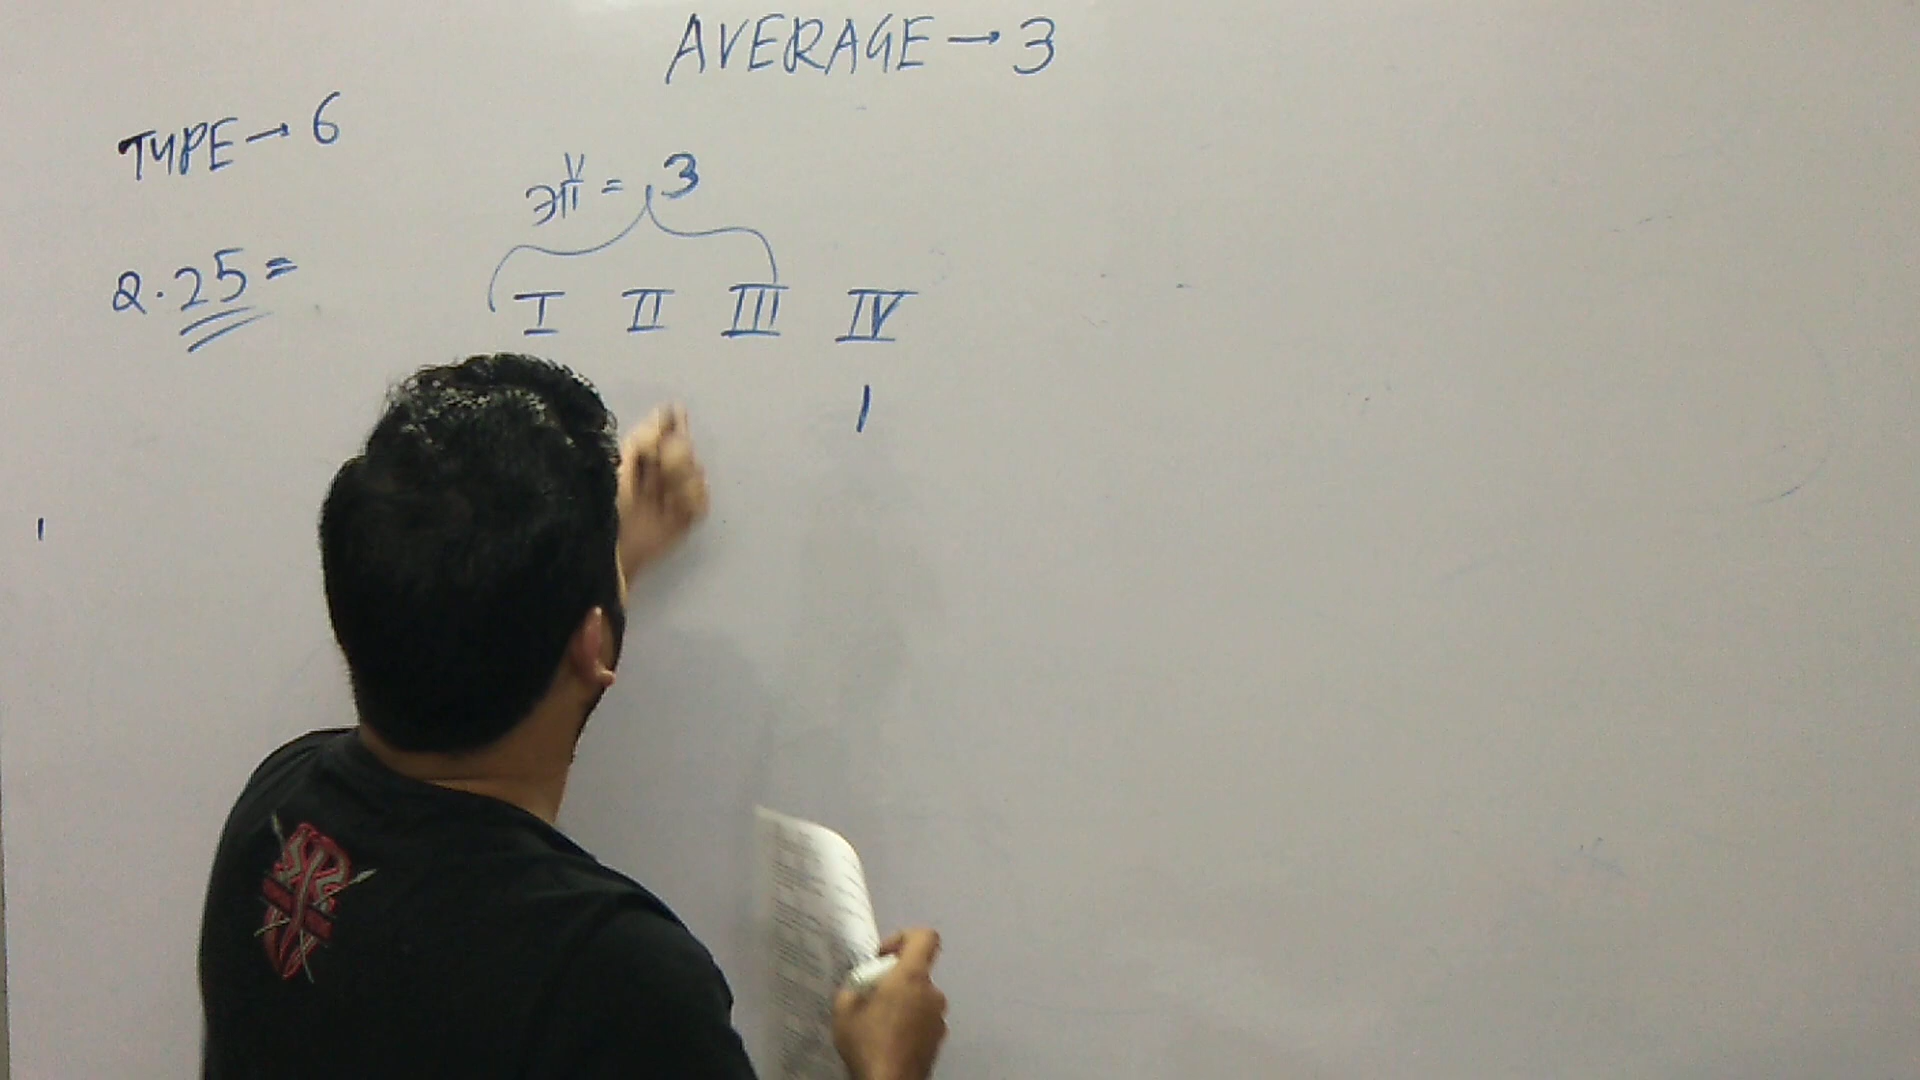 AVERAGE → 3
TYPE → 6
= 3
Q.25 =
I II III IV
1